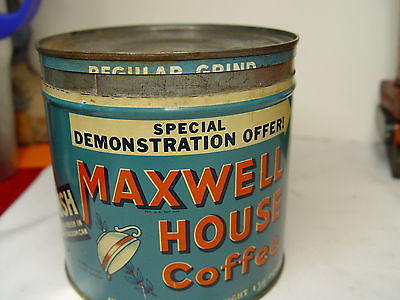 REGULAR GRIND
SPECIAL
DEMONSTRATION OFFER!
MAXWELL
HOUSE
Coffee